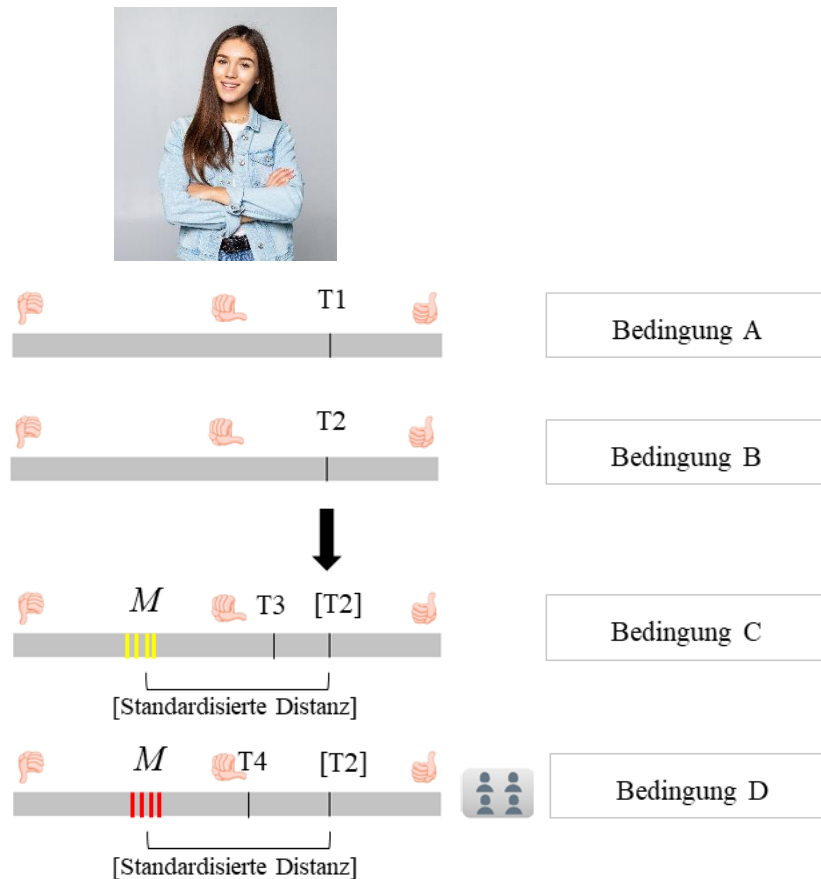 T1
Bedingung A
T2
Bedingung B
M T3 [T2]
Bedingung C
[Standardisierte Distanz]
M T4 [T2]
Bedingung D
[Standardisierte Distanz]